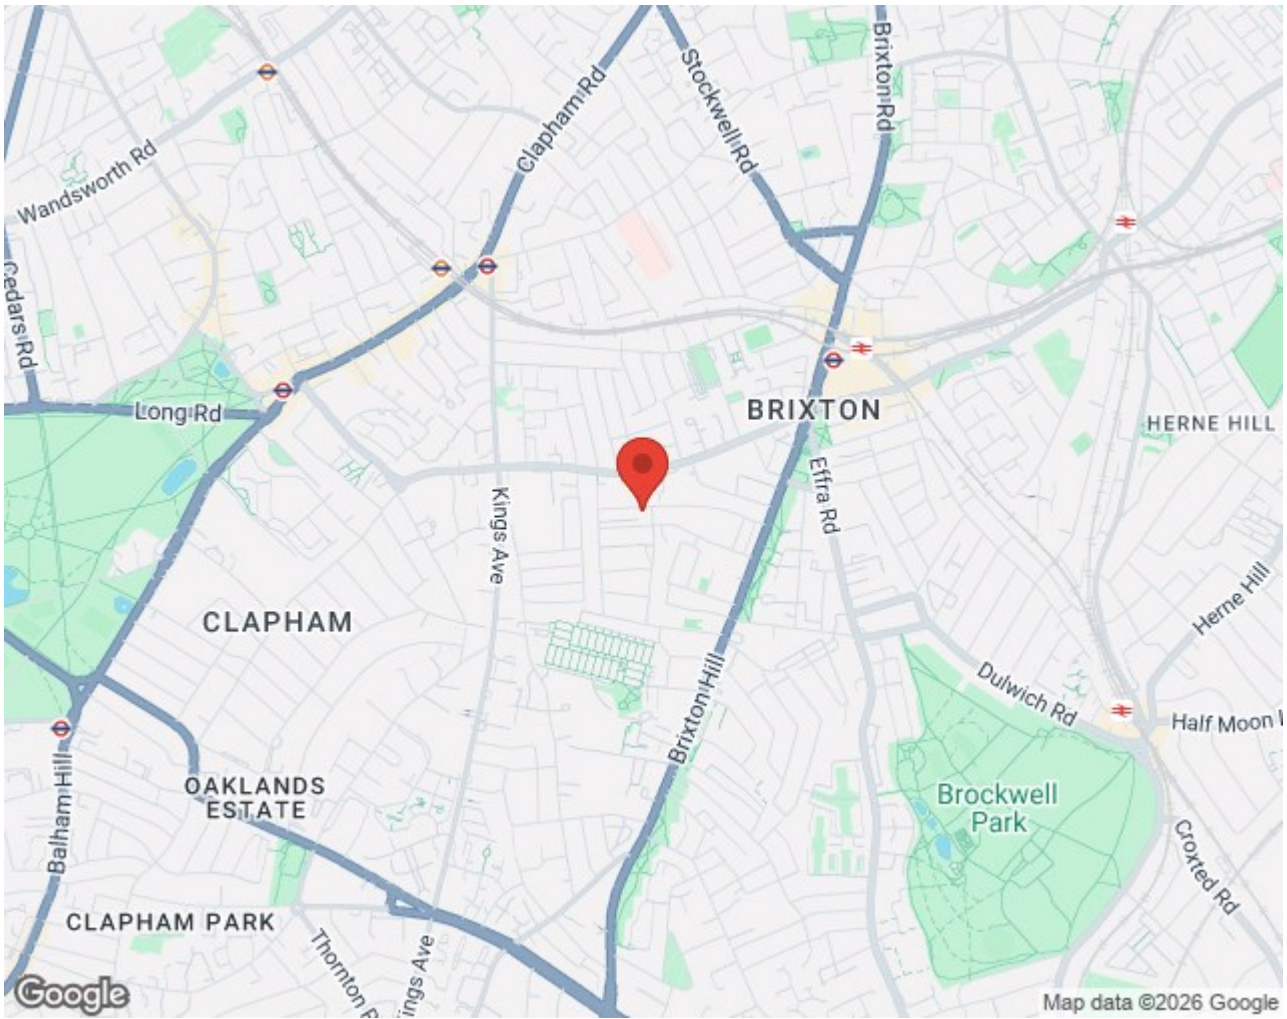 Brixton Rd
Stockwell Rd
Clapham Rd
Wandsworth Rd
Cedars Rd
Long Rd
BRIXTON
HERNE HILL
Effra Rd
Kings Ave
Herne Hill
CLAPHAM
Dulwich Rd
Brixton Hill
Half Moon
OAKLANDS
ESTATE
Balham Hill
Brockwell
Park
Croxted Rd
CLAPHAM PARK
Thornton
Kings Ave
Google
Map data ©2026 Google